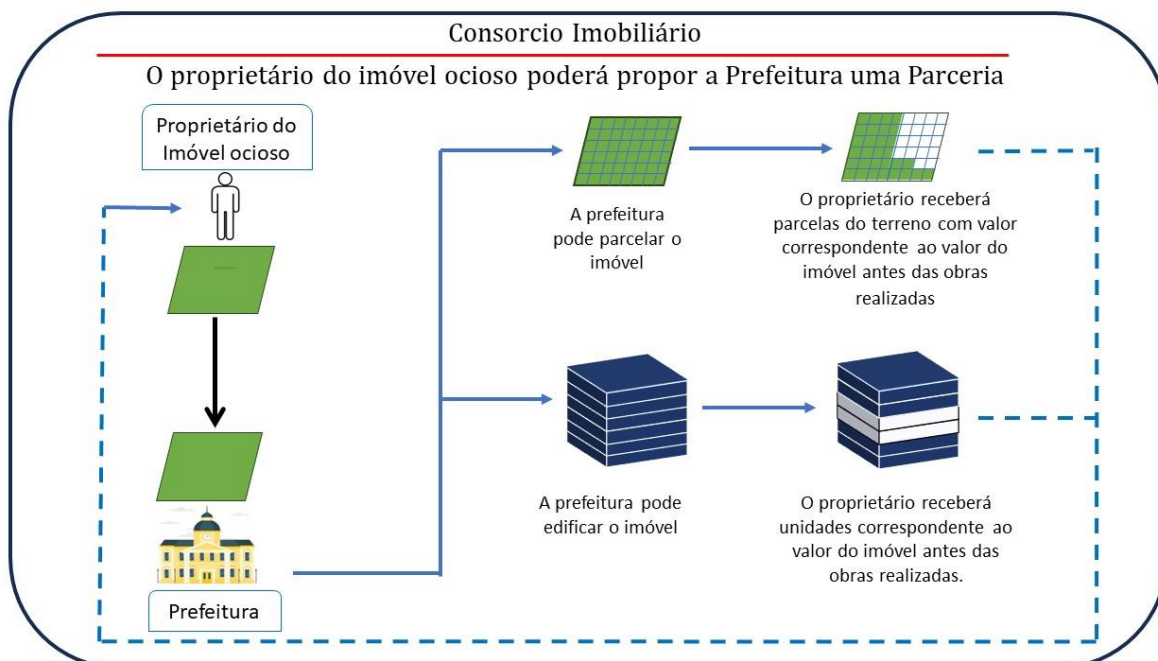 Consorcio Imobiliário
O proprietário do imóvel ocioso poderá propor a Prefeitura uma Parceria
Proprietário do
Imóvel ocioso
A prefeitura
pode parcelar o
imóvel
O proprietário receberá
parcelas do terreno com valor
correspondente ao valor do
imóvel antes das obras
realizadas
A prefeitura pode
edificar o imóvel
O proprietário receberá
unidades correspondente ao
valor do imóvel antes das
obras realizadas.
Prefeitura